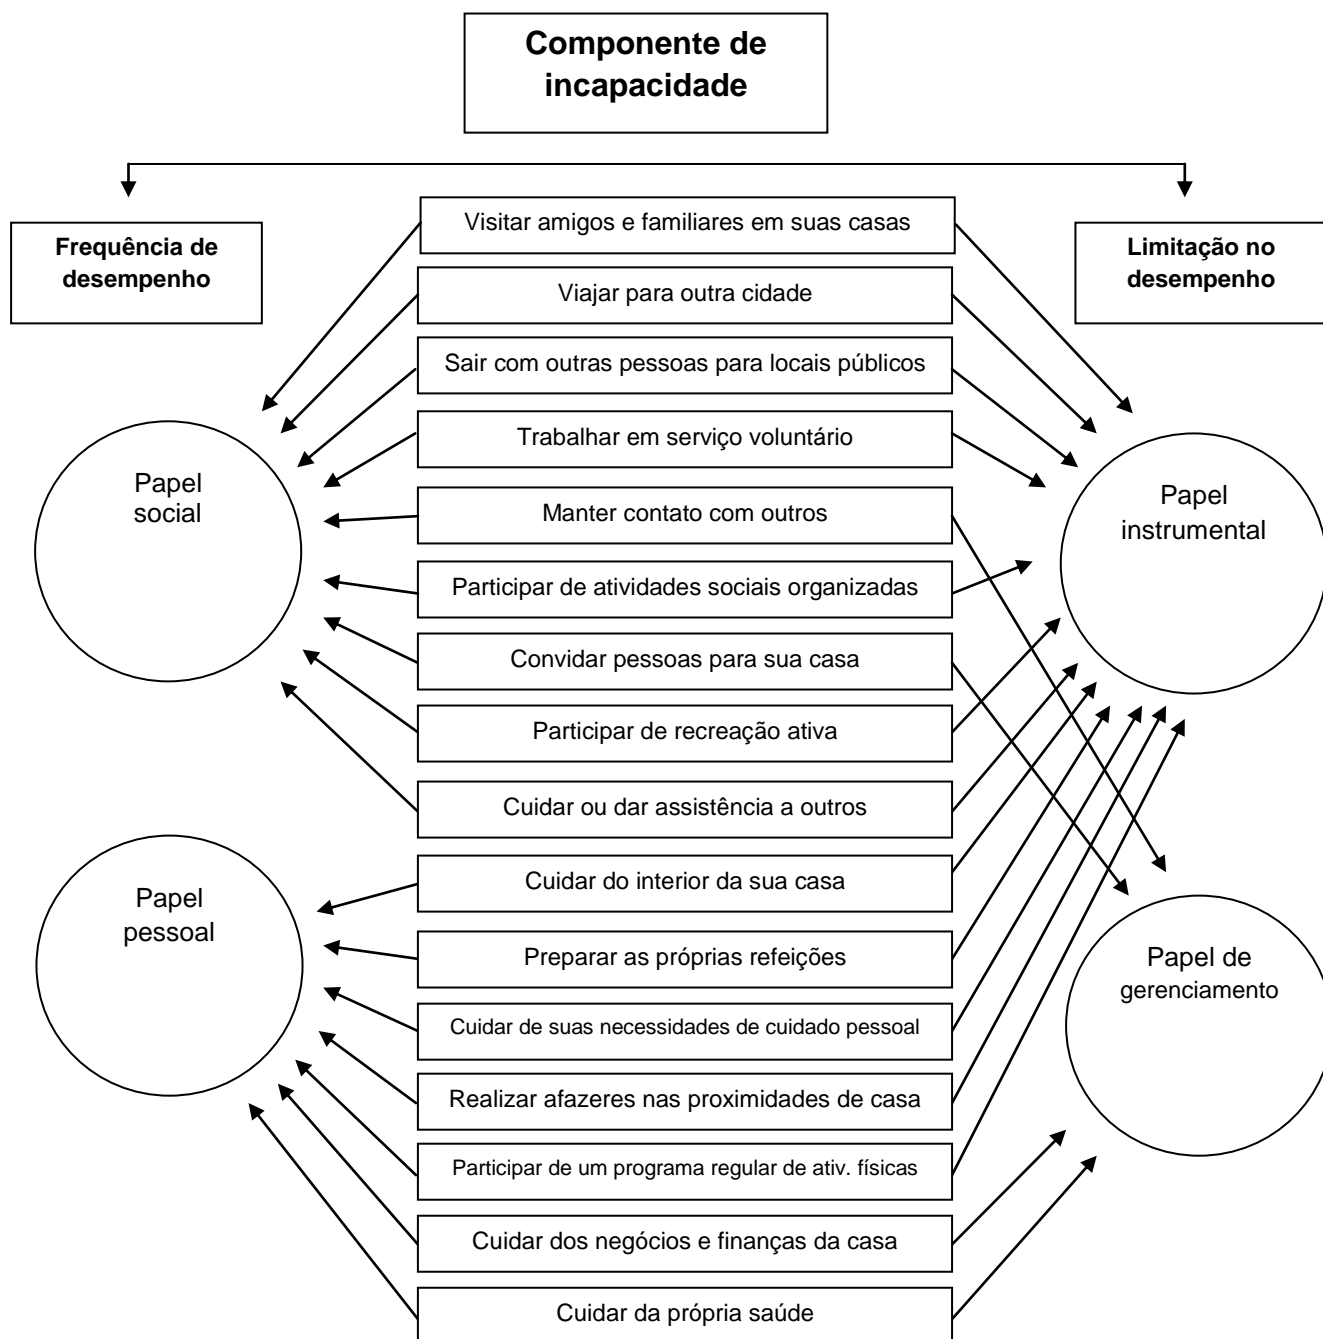 Componente de
incapacidade
Frequência de
desempenho
Limitação no
desempenho
Visitar amigos e familiares em suas casas
Viajar para outra cidade
Sair com outras pessoas para locais públicos
Trabalhar em serviço voluntário
Manter contato com outros
Participar de atividades sociais organizadas
Convidar pessoas para sua casa
Participar de recreação ativa
Cuidar ou dar assistência a outros
Cuidar do interior da sua casa
Preparar as próprias refeições
Cuidar de suas necessidades de cuidado pessoal
Realizar afazeres nas proximidades de casa
Participar de um programa regular de ativ. físicas
Cuidar dos negócios e finanças da casa
Cuidar da própria saúde
Papel
social
Papel
pessoal
Papel
instrumental
Papel de
gerenciamento